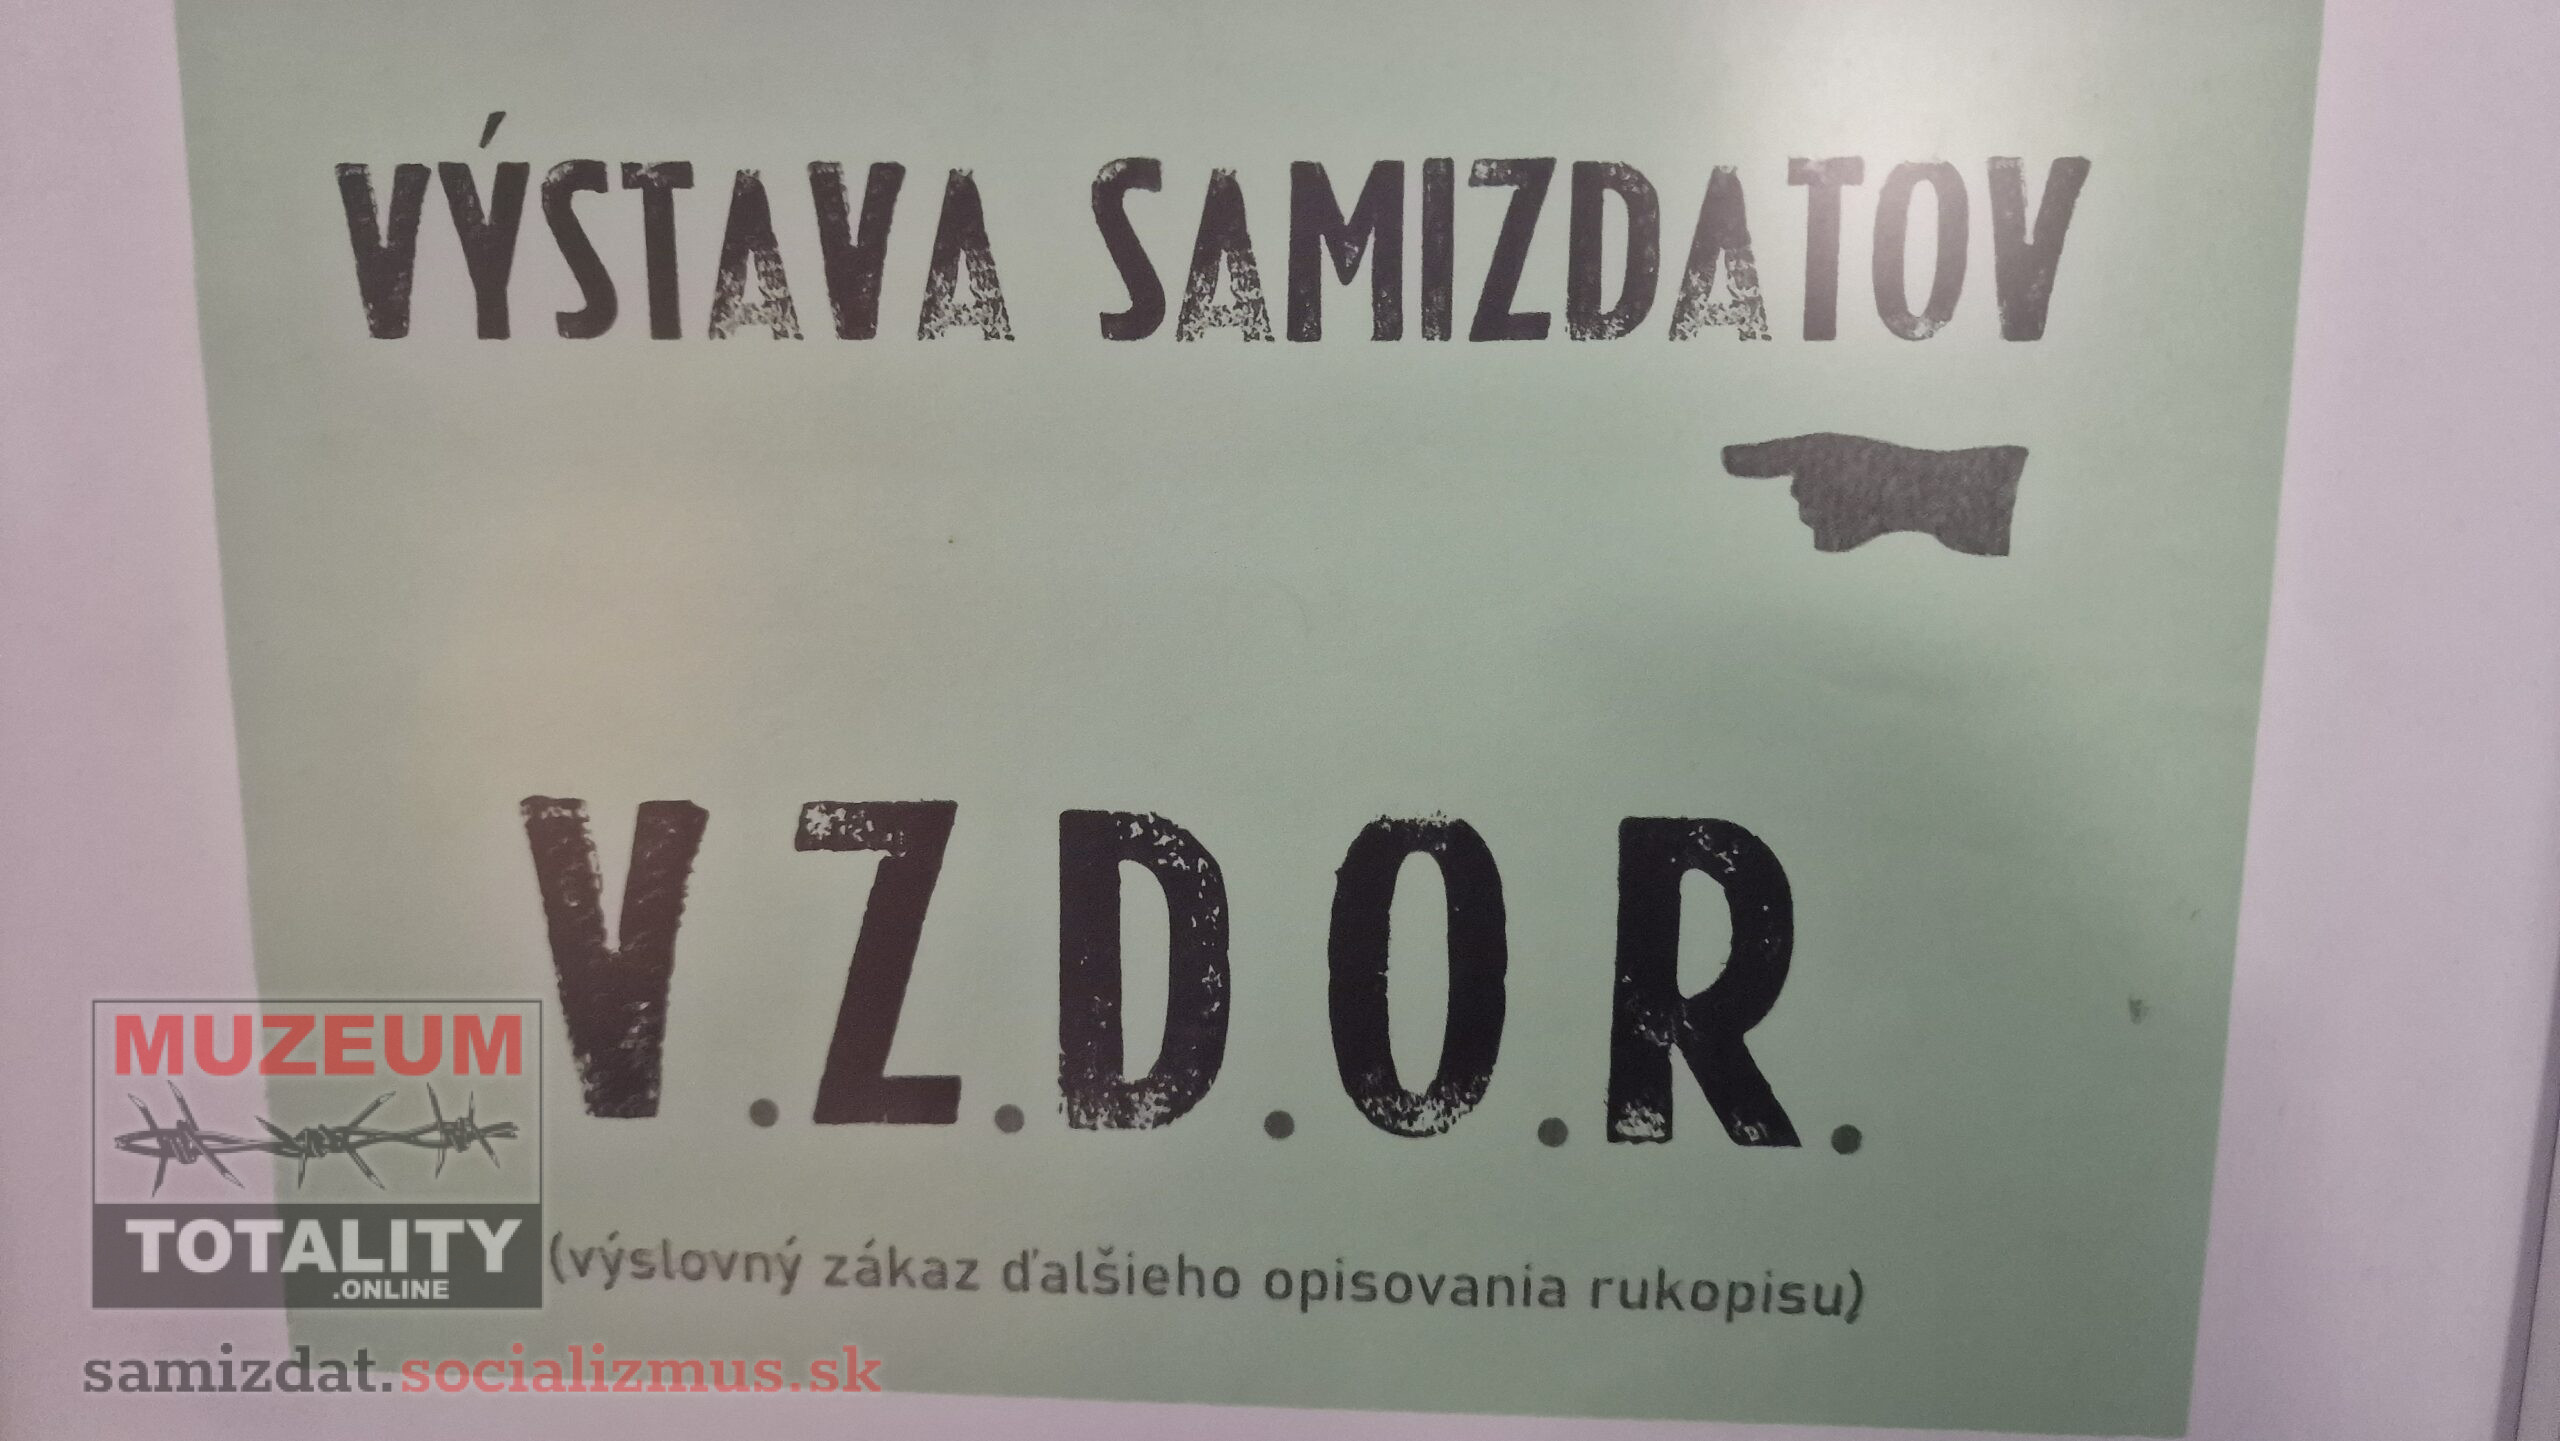 VÝSTAVA SAMIZDATOV
V.Z.D.O.R.
(výslovný zákaz ďalšieho opisovania rukopisu)
MUZEUM
TOTALITY
.ONLINE
samizdat.socializmus.sk